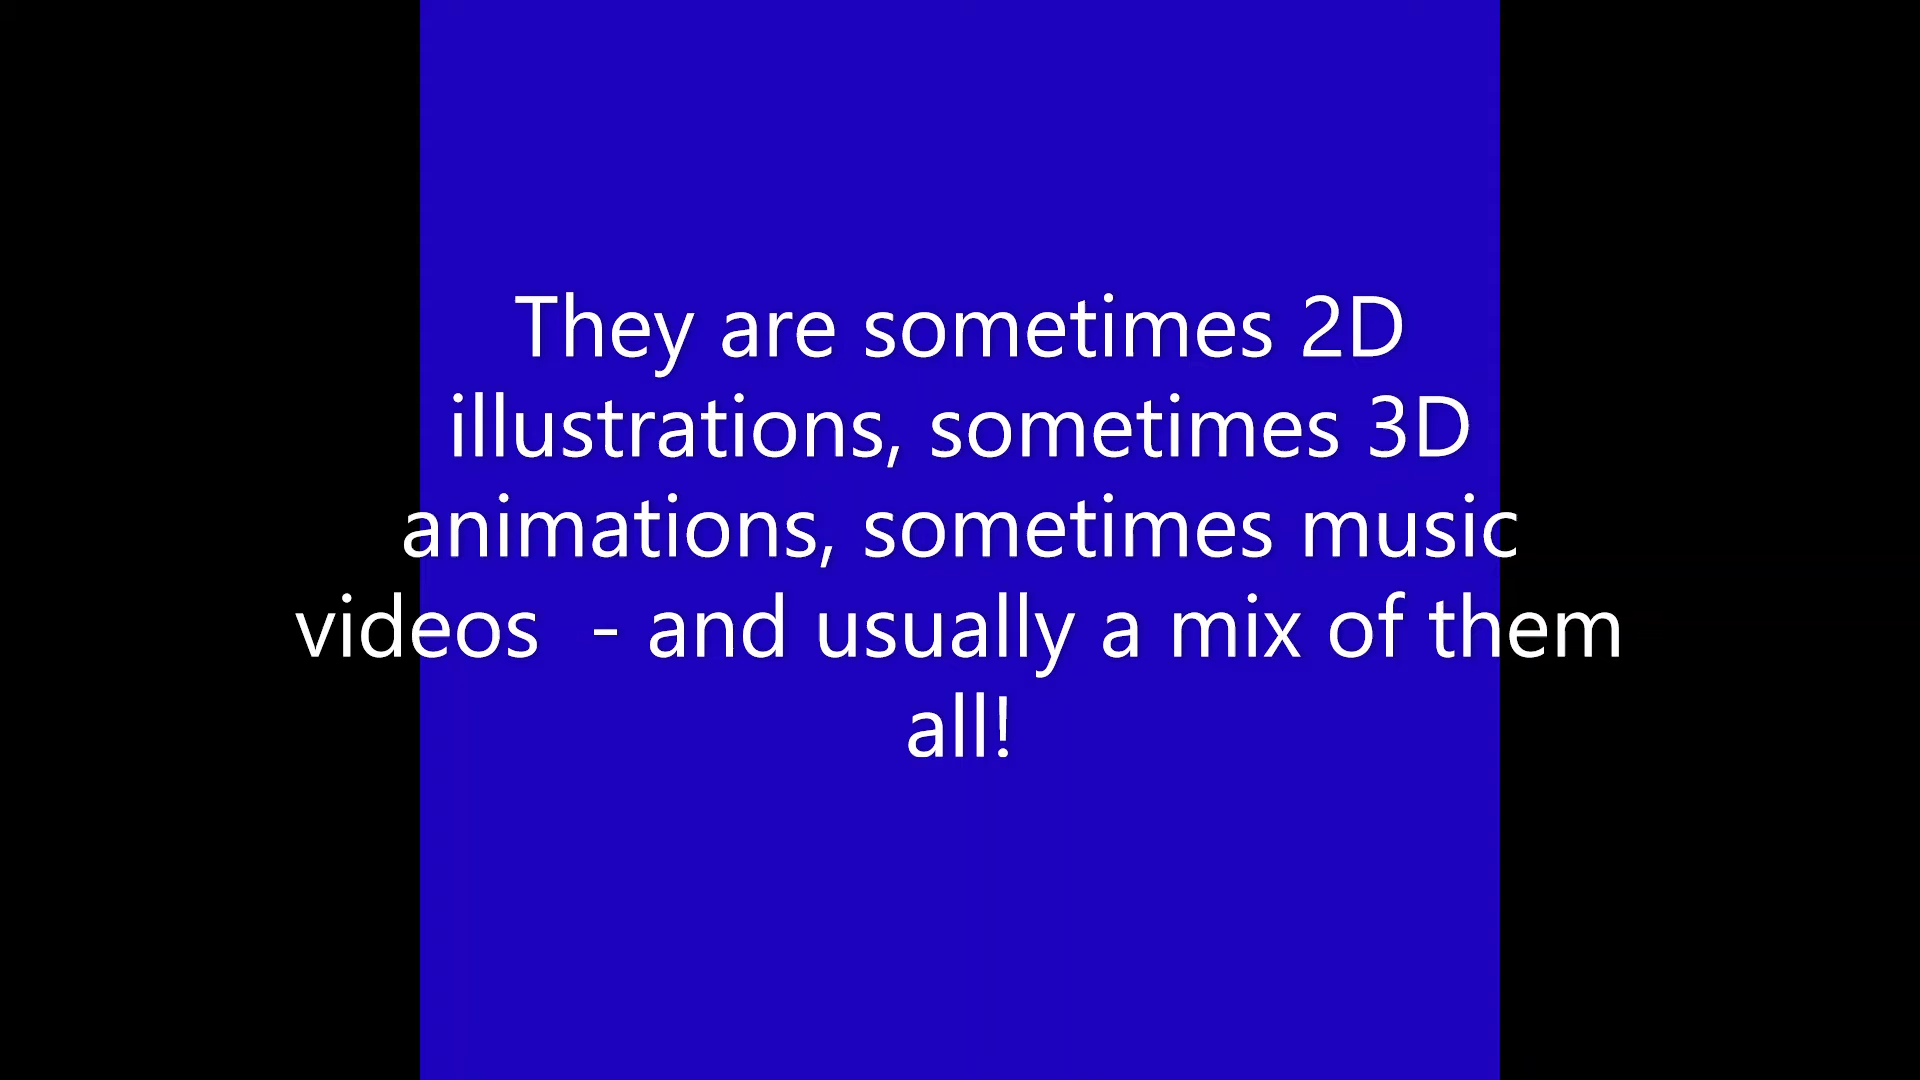 They are sometimes 2D
illustrations, sometimes 3D
animations, sometimes music
videos  - and usually a mix of them
all!